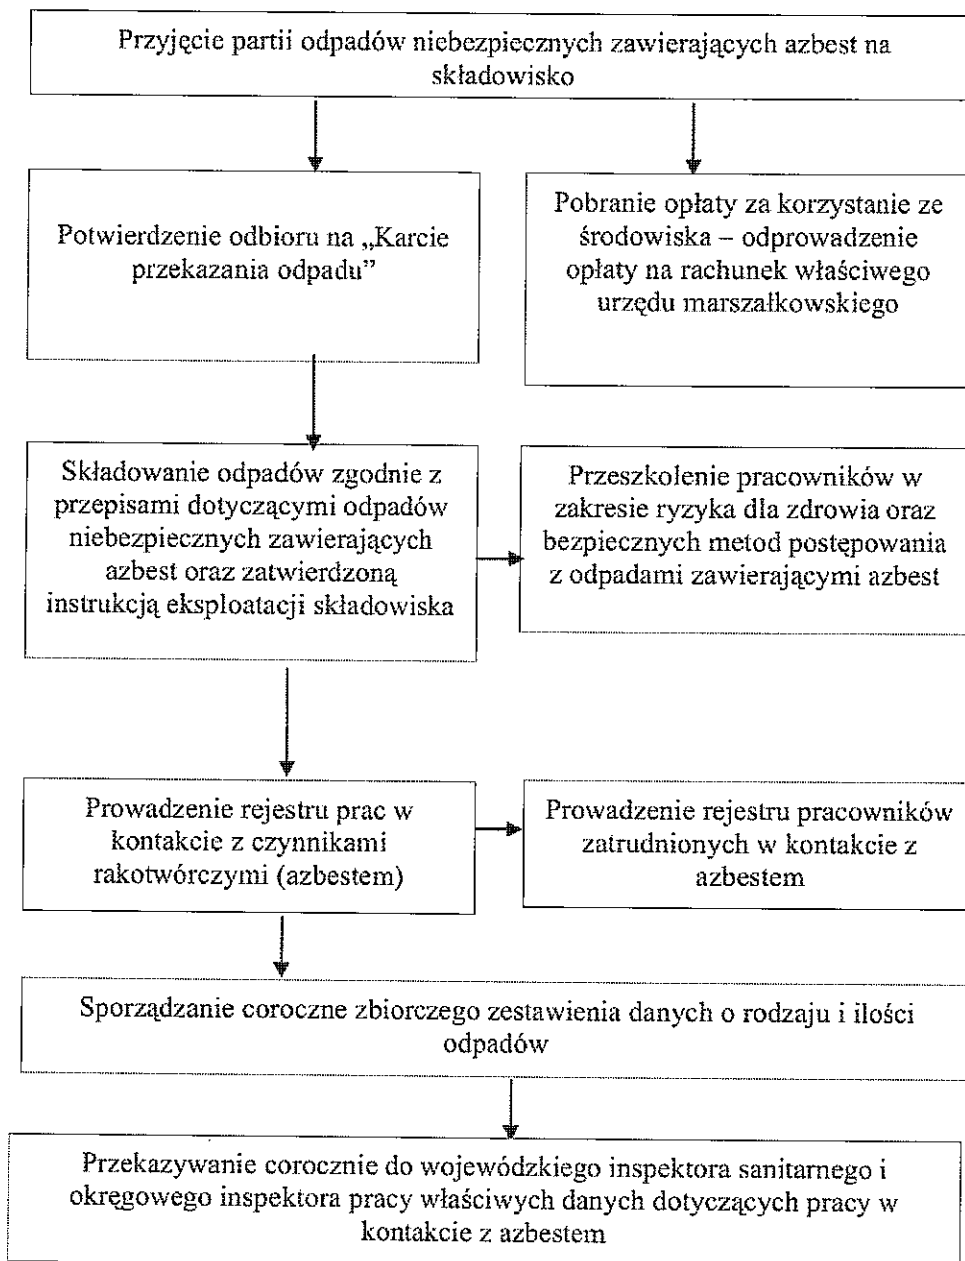 Przyjęcie partii odpadów niebezpiecznych zawierających azbest na
składowisko
Potwierdzenie odbioru na „Karcie
przekazania odpadu”
Pobranie opłaty za korzystanie ze
środowiska – odprowadzenie
opłaty na rachunek właściwego
urzędu marszałkowskiego
Składowanie odpadów zgodnie z
przepisami dotyczącymi odpadów
niebezpiecznych zawierających
azbest oraz zatwierdzoną
instrukcją eksploatacji składowiska
Przeszkolenie pracowników w
zakresie ryzyka dla zdrowia oraz
bezpiecznych metod postępowania
z odpadami zawierającymi azbest
Prowadzenie rejestru prac w
kontakcie z czynnikami
rakotwórczymi (azbestem)
Prowadzenie rejestru pracowników
zatrudnionych w kontakcie z
azbestem
Sporządzanie coroczne zbiorczego zestawienia danych o rodzaju i ilości
odpadów
Przekazywanie corocznie do wojewódzkiego inspektora sanitarnego i
okręgowego inspektora pracy właściwych danych dotyczących pracy w
kontakcie z azbestem